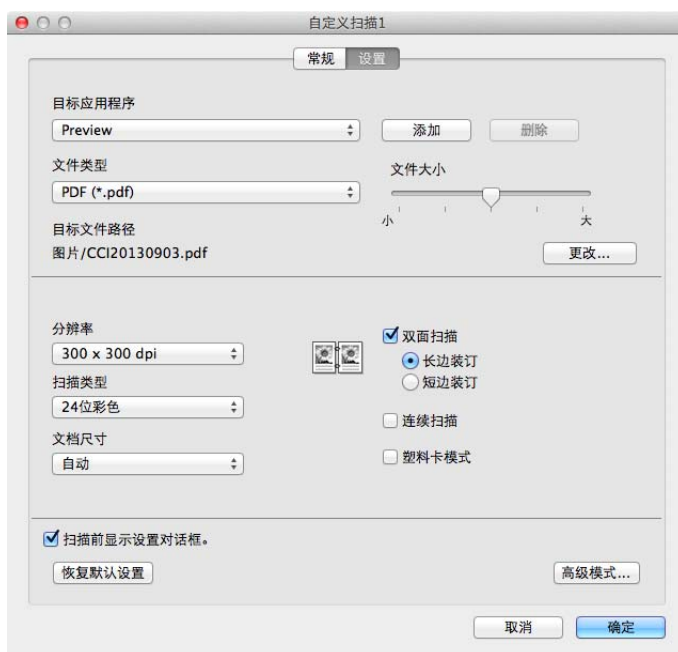 自定义扫描1
常规 设置
目标应用程序
Preview 添加 删除
文件类型 文件大小
PDF (*.pdf)
小 大
目标文件路径
图片/CCI20130903.pdf 更改...
分辨率 双面扫描
300 x 300 dpi 长边装订
扫描类型 短边装订
24位彩色 连续扫描
文档尺寸
自动 塑料卡模式
扫描前显示设置对话框。
恢复默认设置 高级模式...
取消 确定